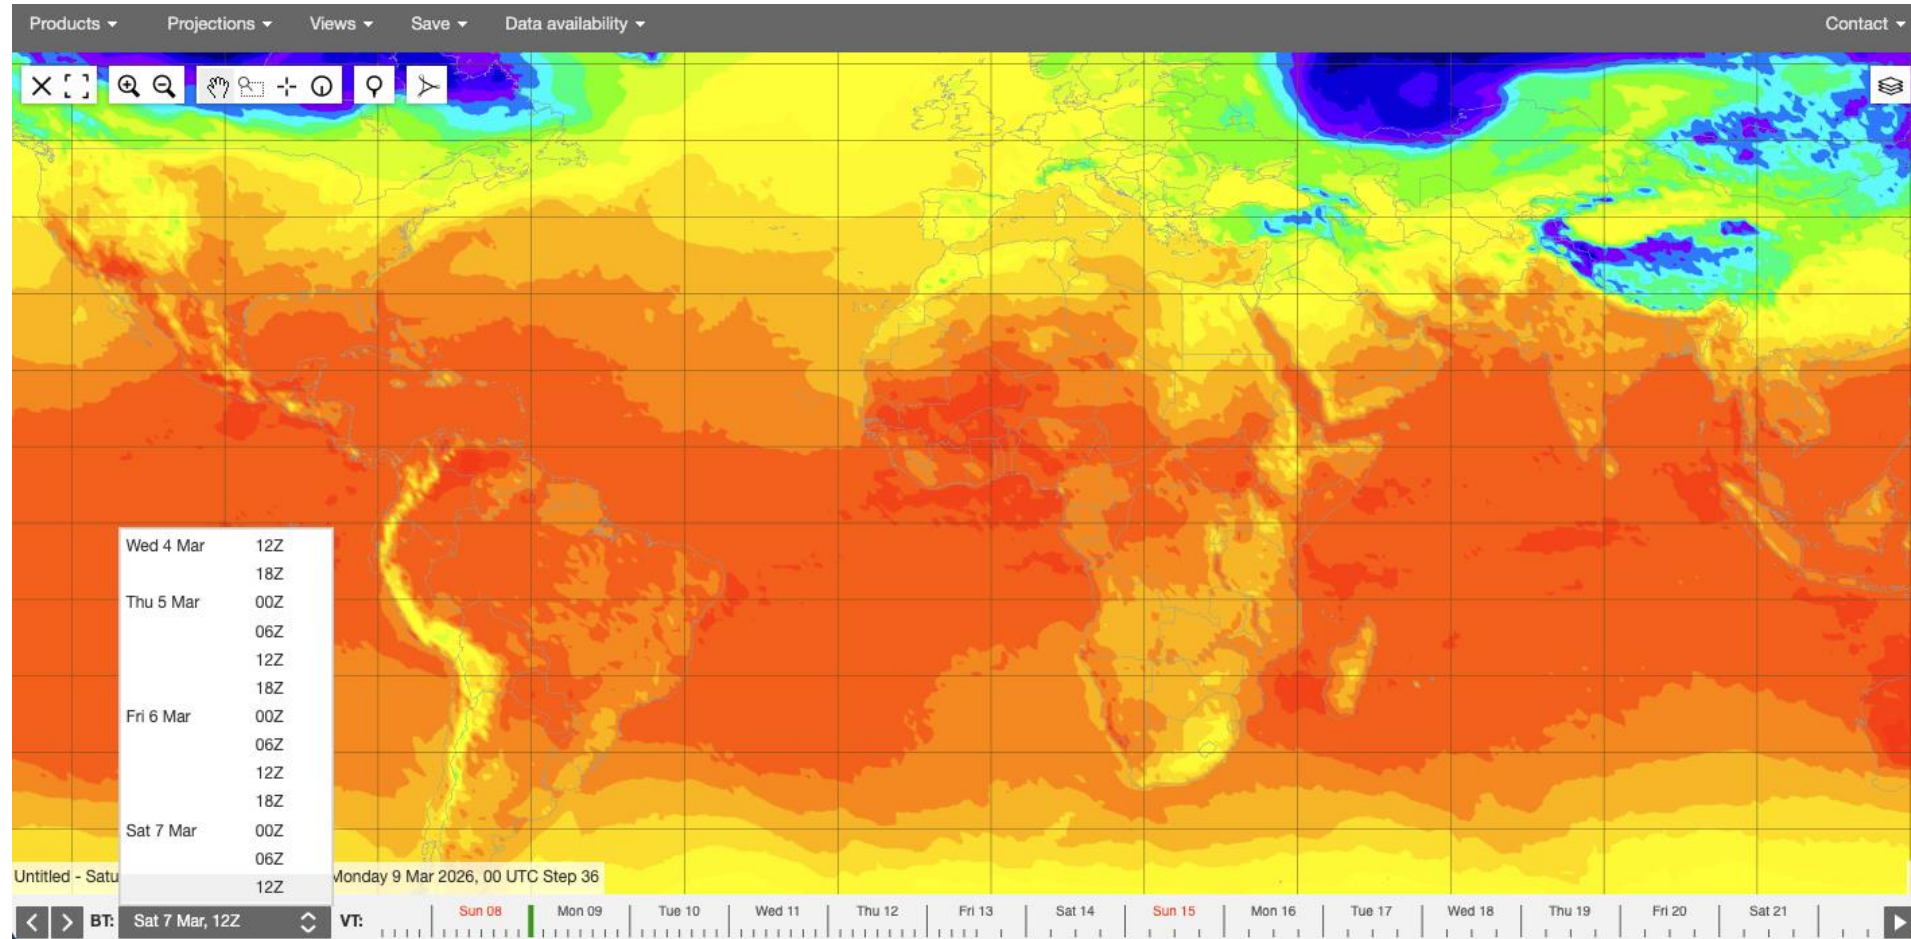 Products Projections Views Save Data availability Contact
Wed 4 Mar 12Z
18Z
Thu 5 Mar 00Z
06Z
12Z
18Z
Fri 6 Mar 00Z
06Z
12Z
18Z
Sat 7 Mar 00Z
06Z
12Z
Untitled - Satu Monday 9 Mar 2026, 00 UTC Step 36
BT: Sat 7 Mar, 12Z VT: Sun 08 Mon 09 Tue 10 Wed 11 Thu 12 Fri 13 Sat 14 Sun 15 Mon 16 Tue 17 Wed 18 Thu 19 Fri 20 Sat 21